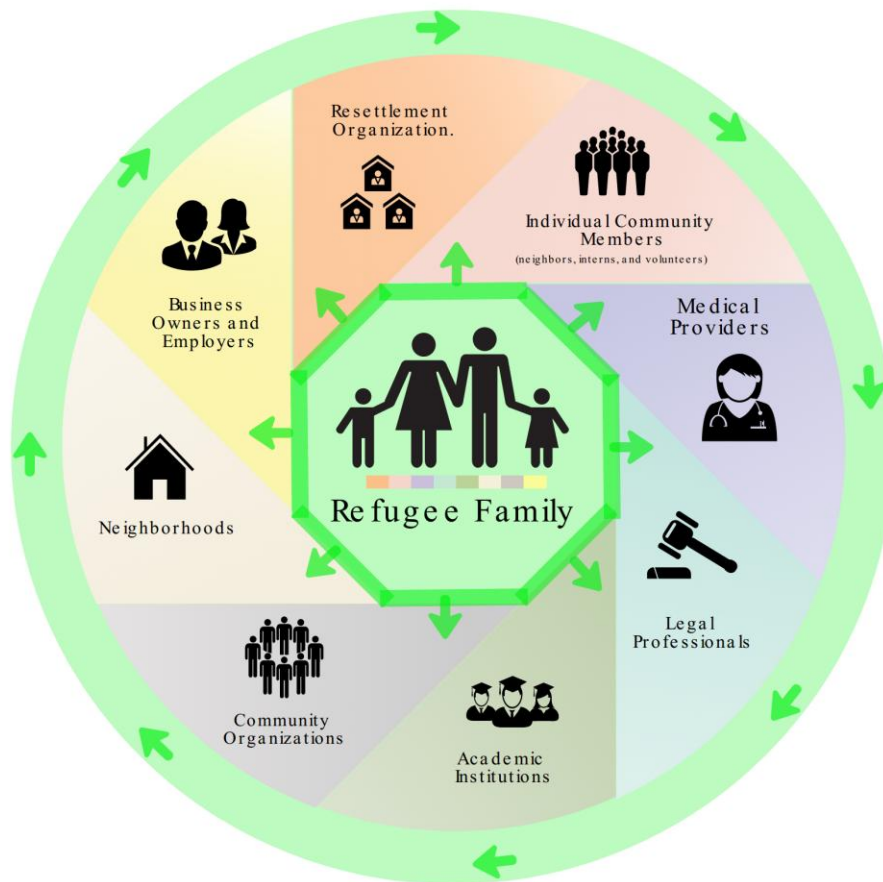 Resettlement
Organization.
Individual Community
Members
(neighbors, interns, and volunteers)
Medical
Providers
Legal
Professionals
Academic
Institutions
Community
Organizations
Neighborhoods
Business
Owners and
Employers
Refugee Family